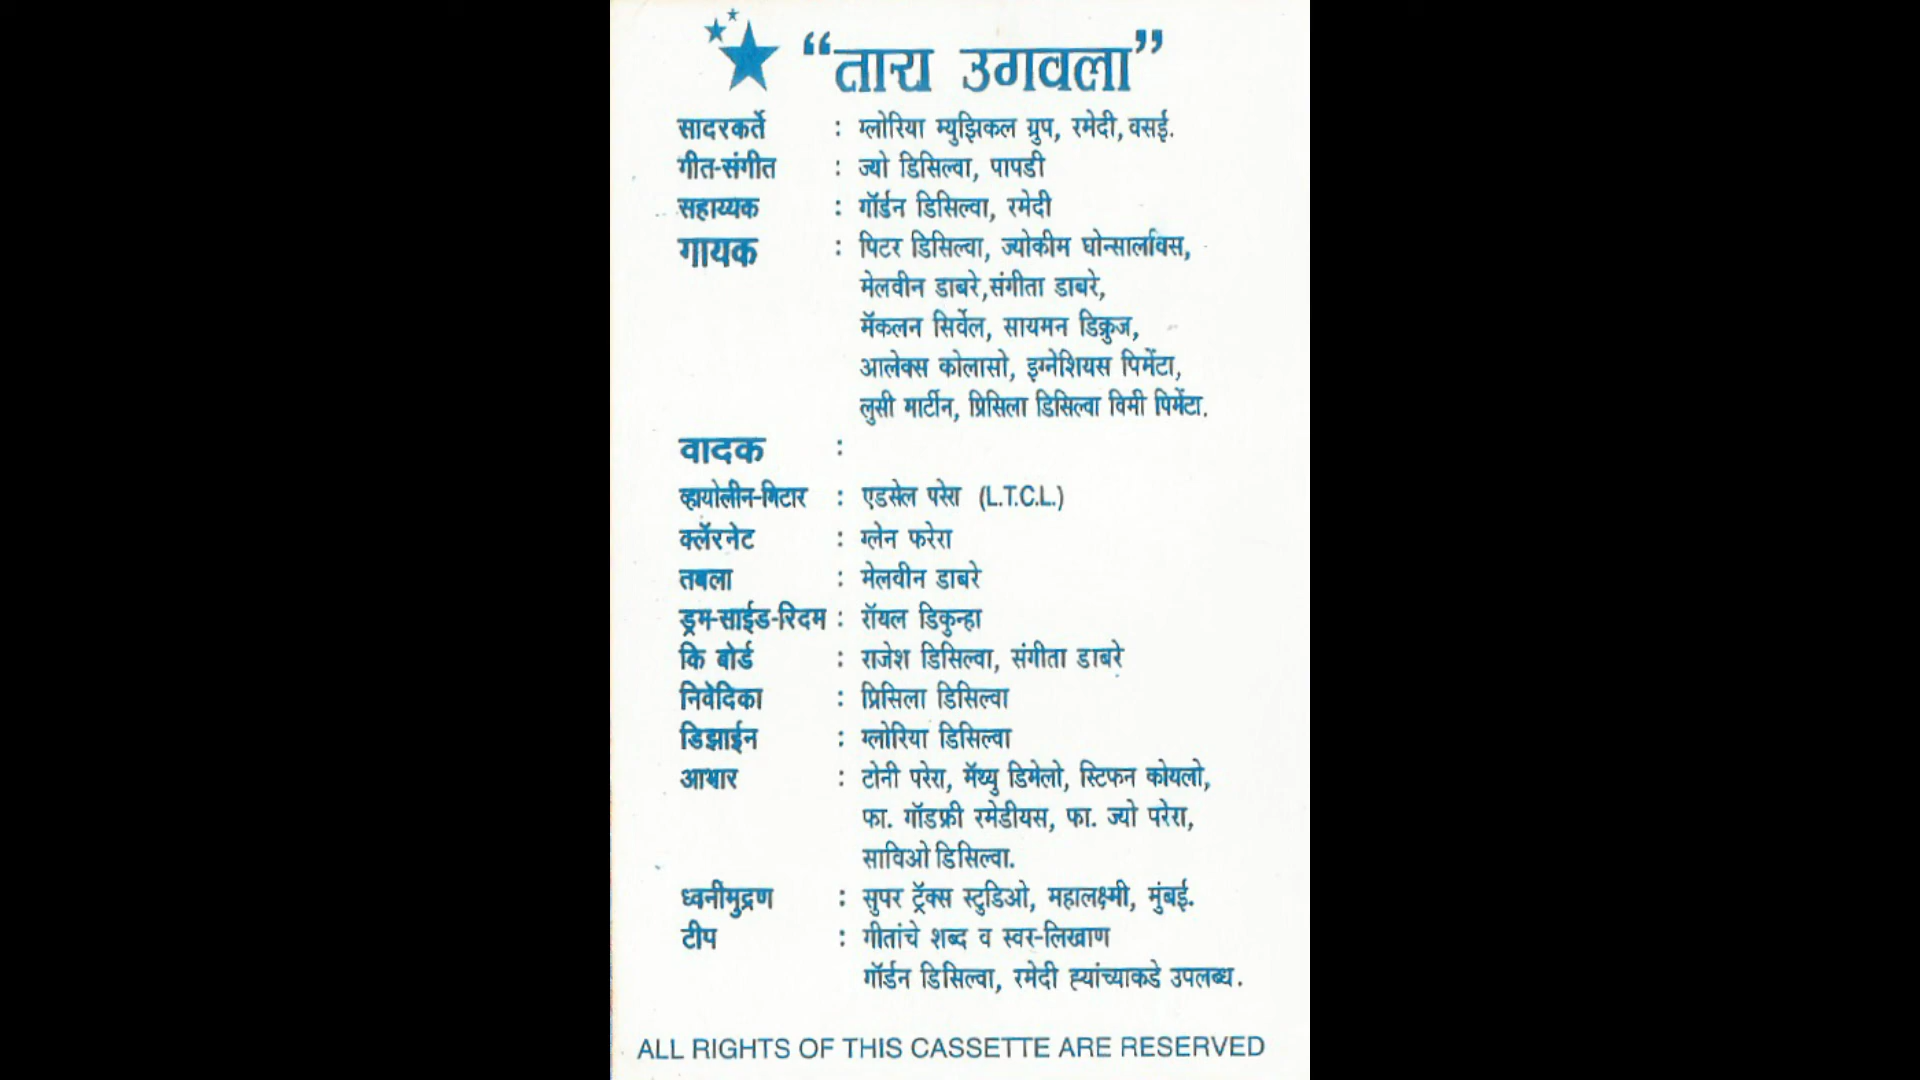 “तारा उगवला”
सादरकर्ते : ग्लोरिया म्युझिकल ग्रुप, रमेदी, वसई.
गीत-संगीत : ज्यो डिसिल्वा, पापडी
सहाय्यक : गॉर्डन डिसिल्वा, रमेदी
गायक : पिटर डिसिल्वा, ज्योकीम घोन्सालविस,
मेलवीन डाबरे,संगीता डाबरे,
मॅकलन सिर्वेल, सायमन डिक्रुज,
आलेक्स कोलासो, इग्नेशियस पिमेंटा,
लुसी मार्टीन, प्रिसिला डिसिल्वा विमी पिमेंटा.
वादक :
व्हायोलीन-गिटार : एडसेल परेरा (L.T.C.L.)
क्लॅरनेट : ग्लेन फरेरा
तबला : मेलवीन डाबरे
ड्रम-साईड-रिदम : रॉयल डिकुन्हा
कि बोर्ड : राजेश डिसिल्वा, संगीता डाबरे
निवेदिका : प्रिसिला डिसिल्वा
डिझाईन : ग्लोरिया डिसिल्वा
आभार : टोनी परेरा, मॅथ्यु डिमेलो, स्टिफन कोयलो,
फा. गॉडफ्री रमेडीयस, फा. ज्यो परेरा,
साविओ डिसिल्वा.
ध्वनीमुद्रण : सुपर ट्रॅक्स स्टुडिओ, महालक्ष्मी, मुंबई.
टीप : गीतांचे शब्द व स्वर-लिखाण
गॉर्डन डिसिल्वा, रमेदी ह्यांच्याकडे उपलब्ध.
ALL RIGHTS OF THIS CASSETTE ARE RESERVED